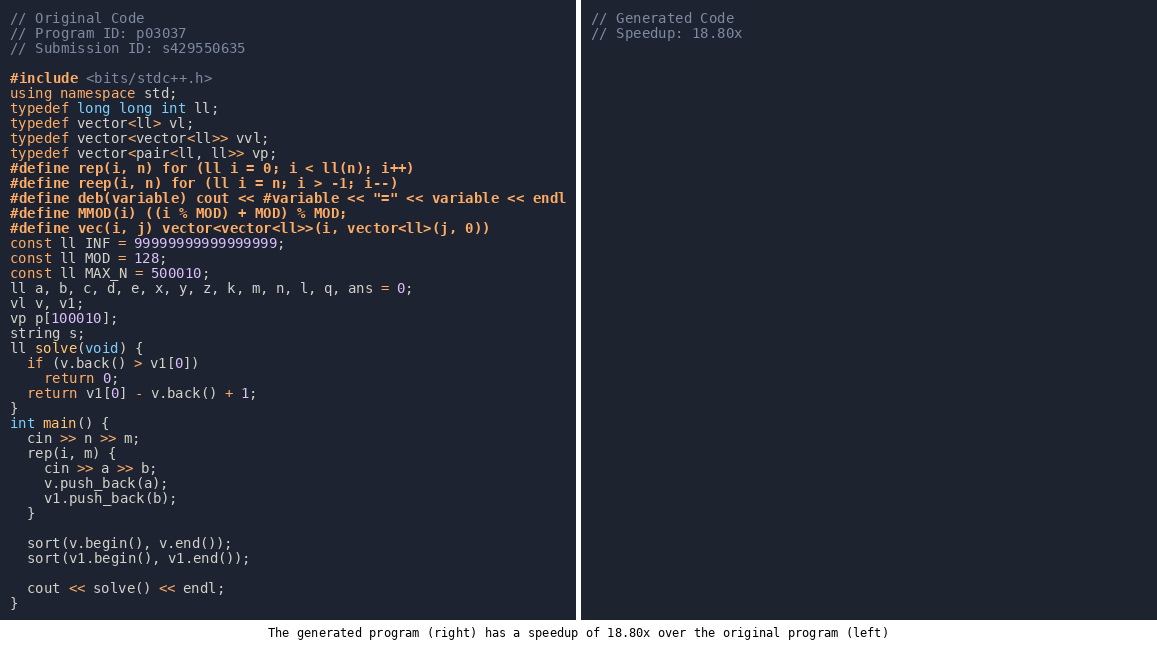 // Original Code
// Program ID: p03037
// Submission ID: s429550635
#include <bits/stdc++.h>
using namespace std;
typedef long long int ll;
typedef vector<ll> vl;
typedef vector<vector<ll>> vvl;
typedef vector<pair<ll, ll>> vp;
#define rep(i, n) for (ll i = 0; i < ll(n); i++)
#define reep(i, n) for (ll i = n; i > -1; i--)
#define deb(variable) cout << #variable << "=" << variable << endl
#define MMOD(i) ((i % MOD) + MOD) % MOD;
#define vec(i, j) vector<vector<ll>>(i, vector<ll>(j, 0))
const ll INF = 99999999999999999;
const ll MOD = 128;
const ll MAX_N = 500010;
ll a, b, c, d, e, x, y, z, k, m, n, l, q, ans = 0;
vl v, v1;
vp p[100010];
string s;
ll solve(void) {
  if (v.back() > v1[0])
    return 0;
  return v1[0] - v.back() + 1;
}
int main() {
  cin >> n >> m;
  rep(i, m) {
    cin >> a >> b;
    v.push_back(a);
    v1.push_back(b);
  }
  sort(v.begin(), v.end());
  sort(v1.begin(), v1.end());
  cout << solve() << endl;
}
// Generated Code
// Speedup: 18.80x
The generated program (right) has a speedup of 18.80x over the original program (left)